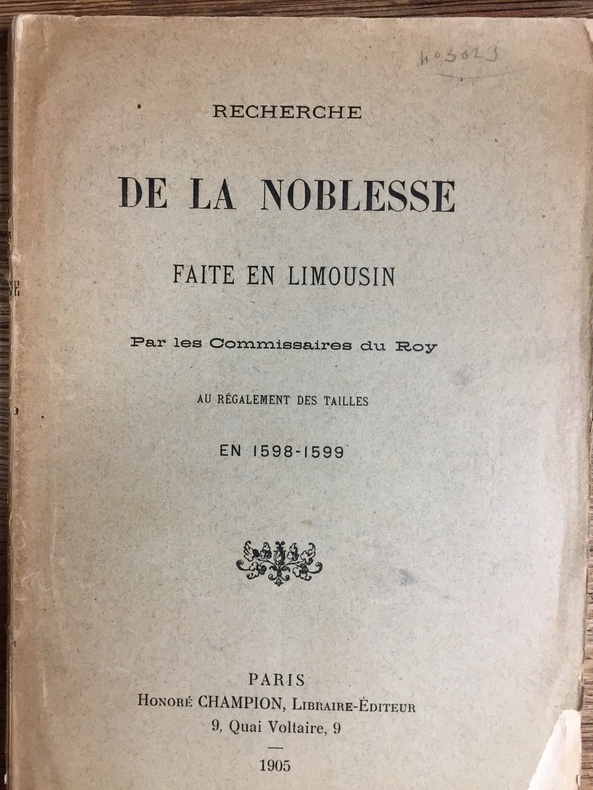 n° 3623
RECHERCHE
DE LA NOBLESSE
FAITE EN LIMOUSIN
Par les Commissaires du Roy
AU RÉGALEMENT DES TAILLES
EN 1598-1599
PARIS
HONORÉ CHAMPION, LIBRAIRE-ÉDITEUR
9, Quai Voltaire, 9
1905